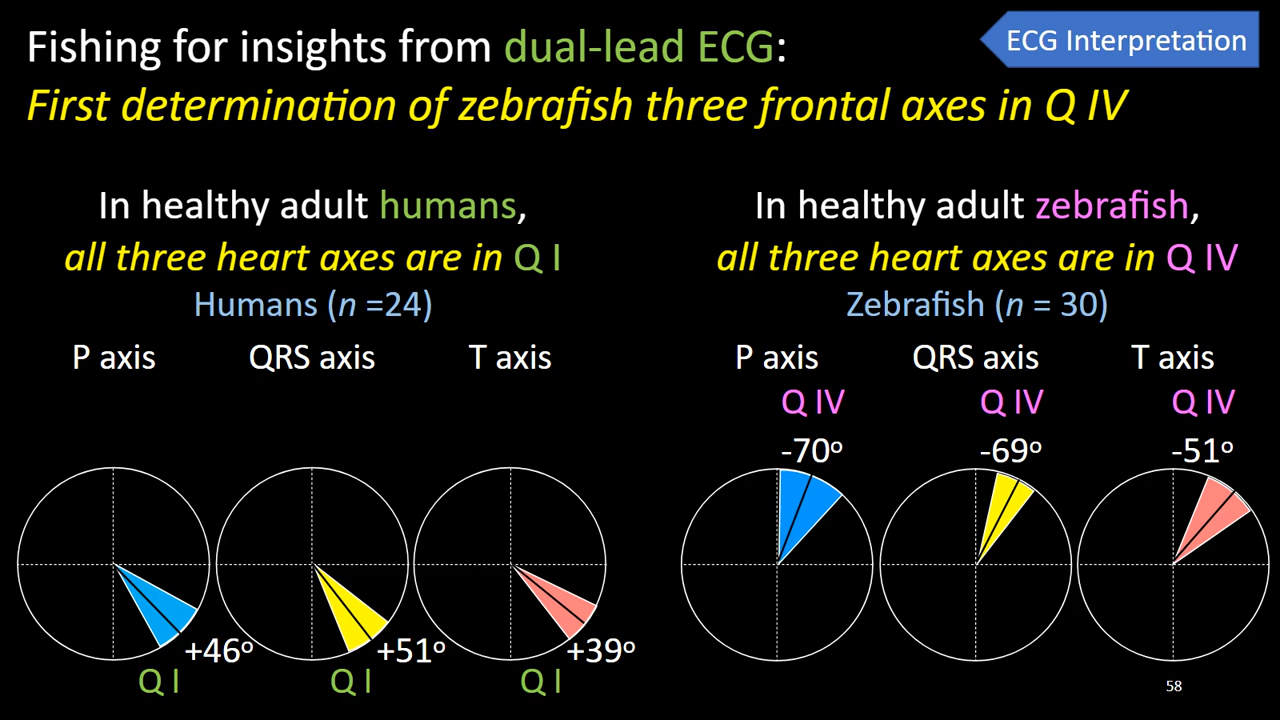 Fishing for insights from dual-lead ECG:
ECG Interpretation
First determination of zebrafish three frontal axes in Q IV
In healthy adult humans,
all three heart axes are in Q I
Humans (n =24)
P axis QRS axis T axis
+46o +51o +39o
Q I Q I Q I
In healthy adult zebrafish,
all three heart axes are in Q IV
Zebrafish (n = 30)
P axis QRS axis T axis
Q IV Q IV Q IV
-70o -69o -51o
58